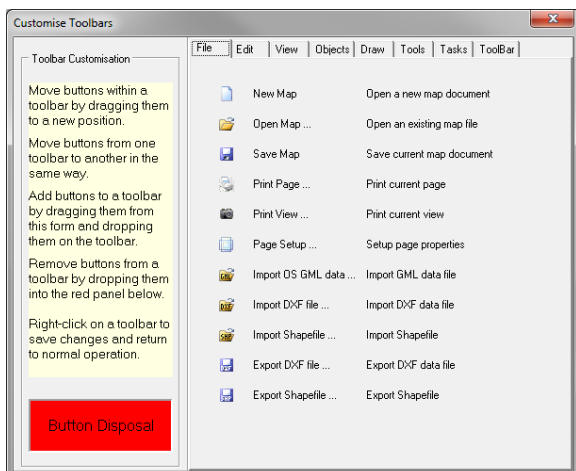 Customise Toolbars
Toolbar Customisation
Move buttons within a
toolbar by dragging them
to a new position.
Move buttons from one
toolbar to another in the
same way.
Add buttons to a toolbar
by dragging them from
this form and dropping
them on the toolbar.
Remove buttons from a
toolbar by dropping them
into the red panel below.
Right-click on a toolbar to
save changes and return
to normal operation.
Button Disposal
File Edit View Objects Draw Tools Tasks ToolBar
New Map Open a new map document
Open Map ... Open an existing map file
Save Map Save current map document
Print Page ... Print current page
Print View ... Print current view
Page Setup ... Setup page properties
GML Import OS GML data ... Import GML data file
DXF Import DXF file ... Import DXF data file
SHP Import Shapefile ... Import Shapefile
Export DXF file ... Export DXF data file
Export Shapefile ... Export Shapefile